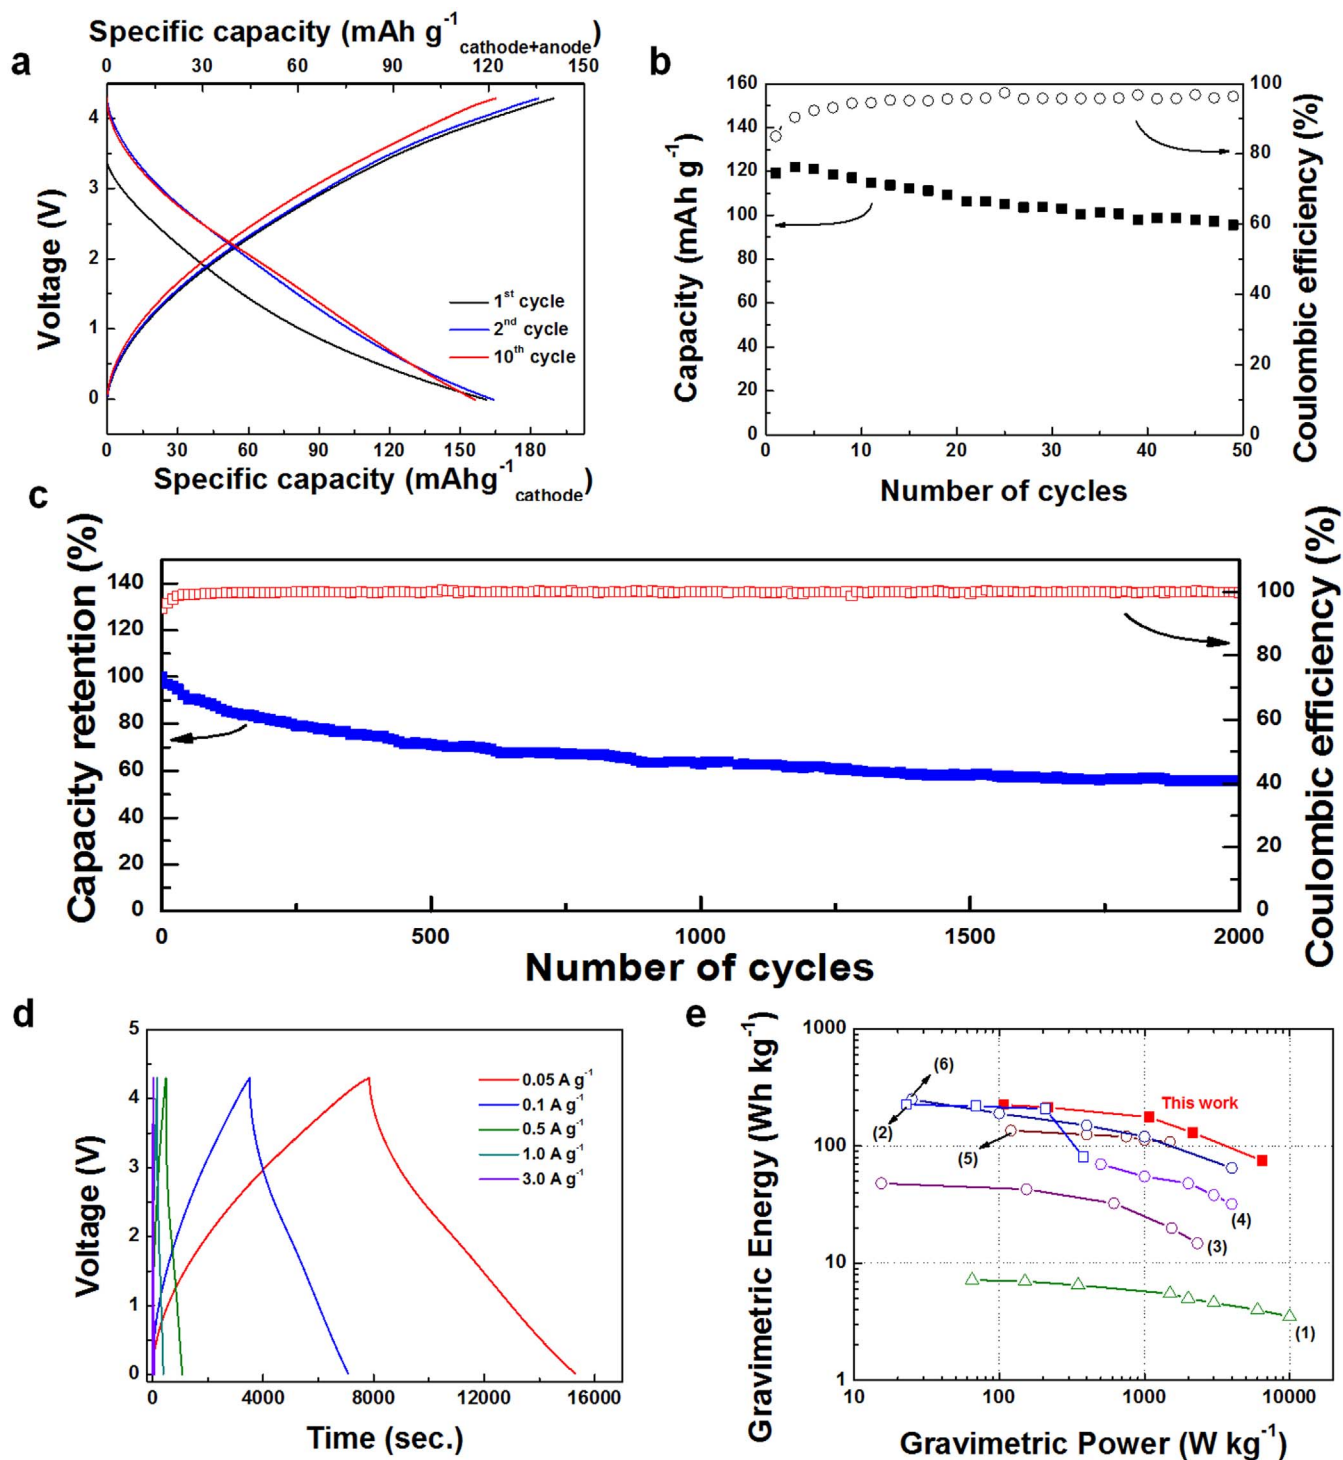 a
Specific capacity (mAh g⁻¹ cathode+anode)
0 30 60 90 120 150
Voltage (V)
4
3
2
1
0
1st cycle
2nd cycle
10th cycle
0 30 60 90 120 150 180
Specific capacity (mAhg⁻¹ cathode)
b
Capacity (mAh g⁻¹)
160
140
120
100
80
60
40
20
0
100
80
60
40
20
0
Coulombic efficiency (%)
0 10 20 30 40 50
Number of cycles
c
Capacity retention (%)
140
120
100
80
60
40
20
0
100
80
60
40
20
0
Coulombic efficiency (%)
0 500 1000 1500 2000
Number of cycles
d
Voltage (V)
5
4
3
2
1
0
0.05 A g⁻¹
0.1 A g⁻¹
0.5 A g⁻¹
1.0 A g⁻¹
3.0 A g⁻¹
0 4000 8000 12000 16000
Time (sec.)
e
Gravimetric Energy (Wh kg⁻¹)
1000
100
10
1
(6)
This work
(2)
(5)
(4)
(3)
(1)
10 100 1000 10000
Gravimetric Power (W kg⁻¹)